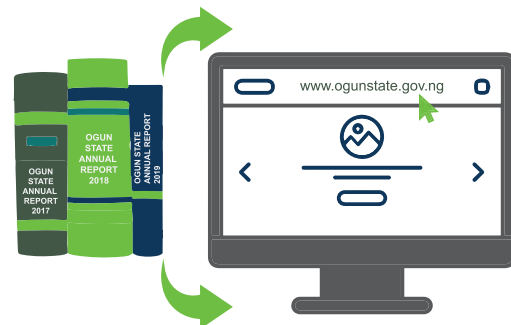 OGUN
STATE
ANNUAL
REPORT
2017
OGUN
STATE
ANNUAL
REPORT
2018
OGUN STATE
ANNUAL REPORT
2019
www.ogunstate.gov.ng